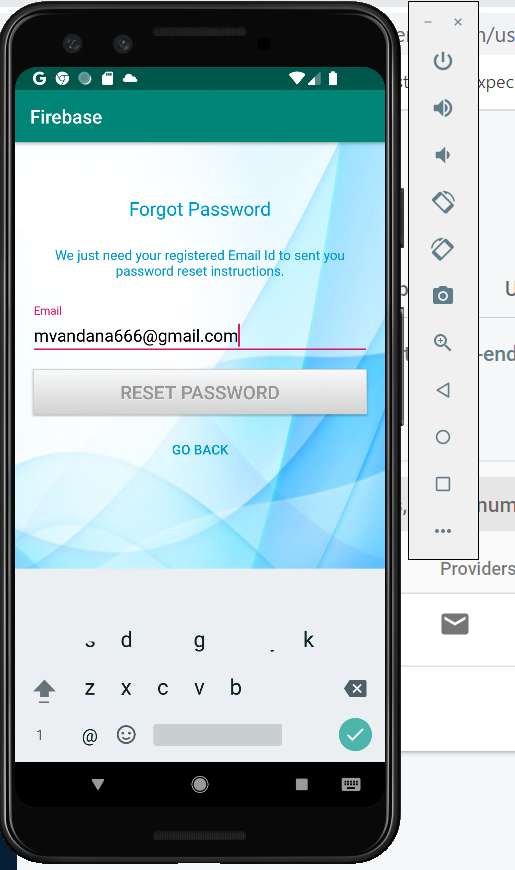 Firebase
Forgot Password
We just need your registered Email Id to sent you
password reset instructions.
Email
mvandana666@gmail.com
RESET PASSWORD
GO BACK
d g k
z x c v b
1 @
Providers